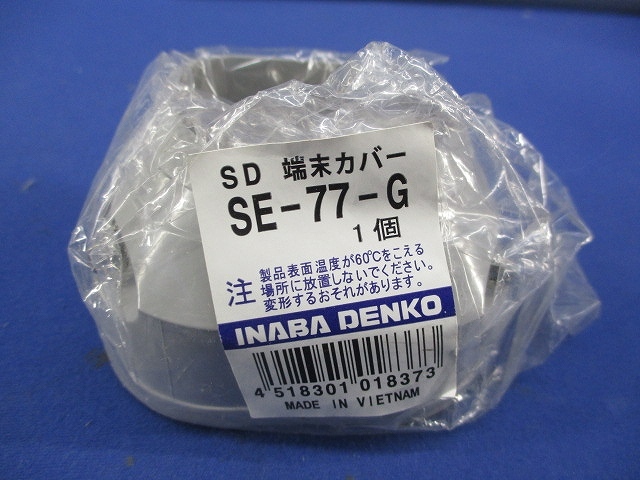 SD 端末カバー
SE-77-G
1個
注 製品表面温度が60℃をこえる
場所に放置しないでください。
変形するおそれがあります。
INABA DENKO
4 518301 018373
MADE IN VIETNAM